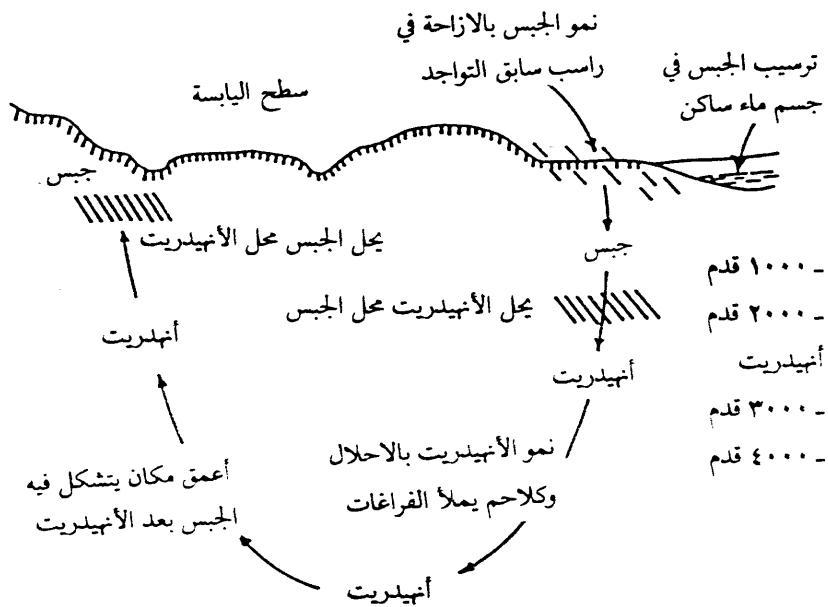 نمو الجبس بالازاحة في
راسب سابق التواجد
ترسيب الجبس في
جسم ماء ساكن
سطح اليابسة
جبس
يحل الجبس محل الأنهيدريت
جبس
ـ ١٠٠٠ قدم
يحل الأنهيدريت محل الجبس
ـ ٢٠٠٠ قدم
أنهدريت
أنهيدريت
أنهيدريت
ـ ٣٠٠٠ قدم
ـ ٤٠٠٠ قدم
نمو الأنهيدريت بالاحلال
وكلاحم يملأ الفراغات
أعمق مكان يتشكل فيه
الجبس بعد الأنهيدريت
أنهيدريت